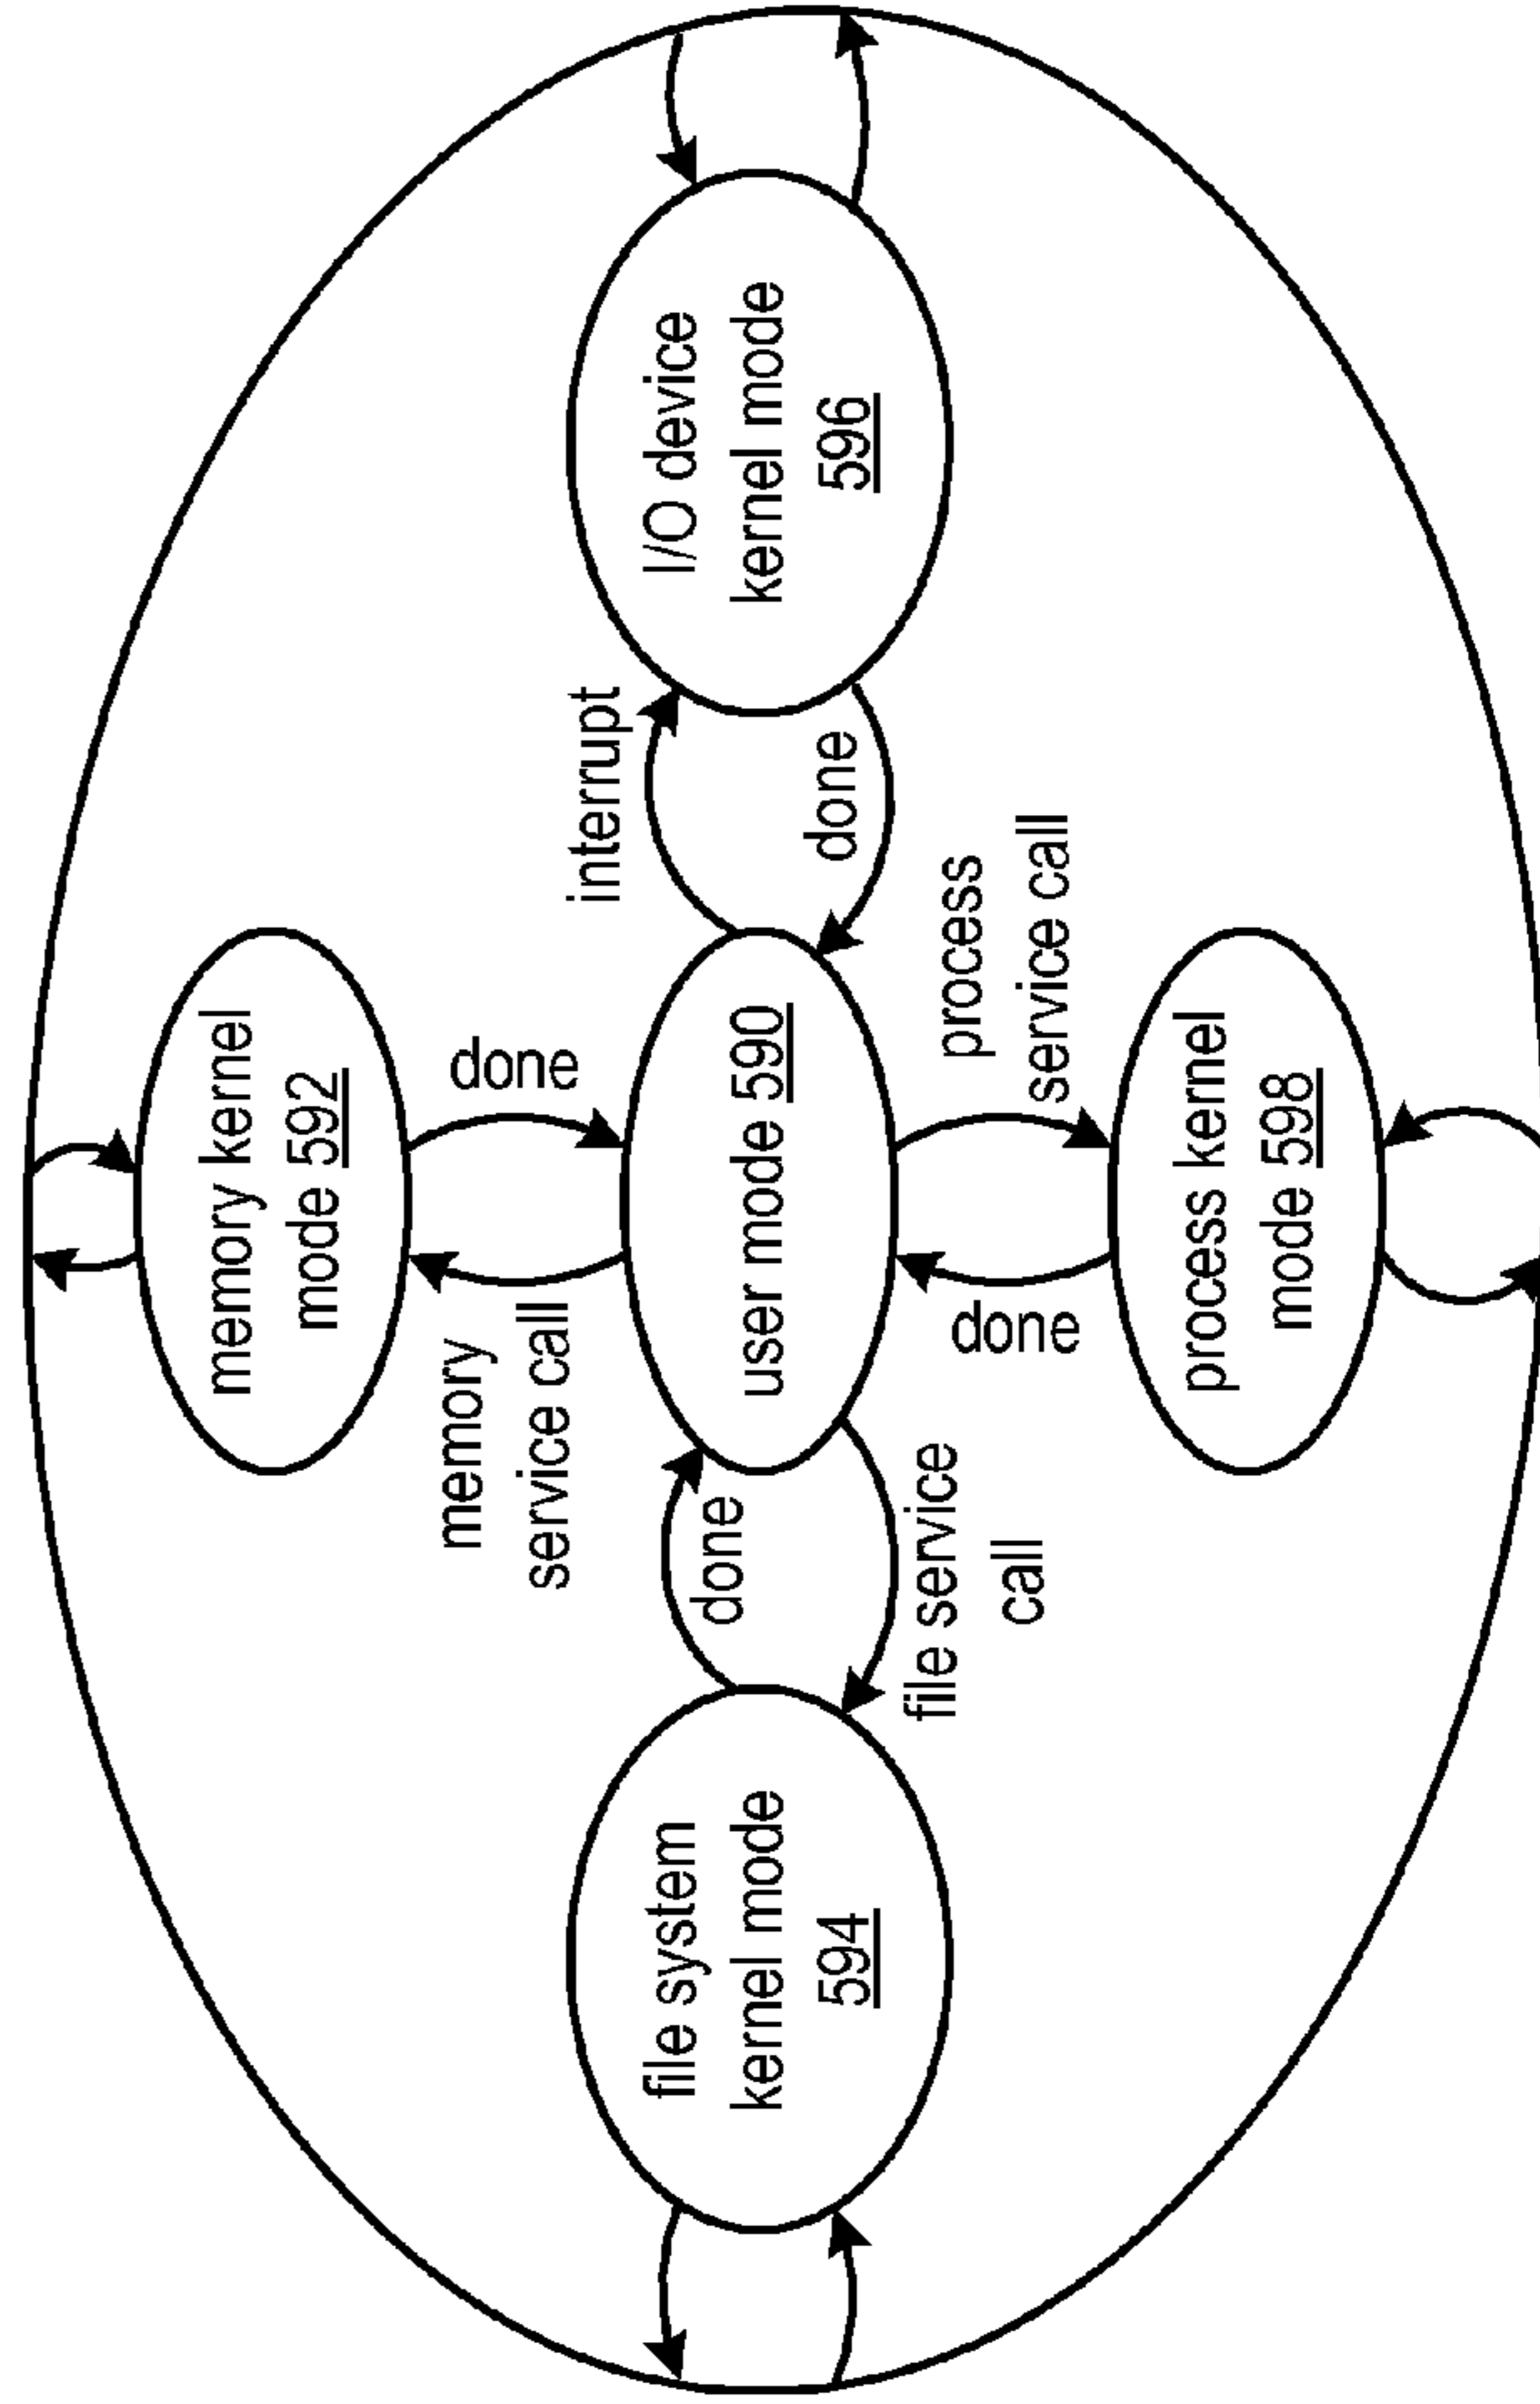 memory kernel
mode 592
memory
service call
done
file system
kernel mode
594
done
file service
call
user mode 590
interrupt
done
I/O device
kernel mode
596
done
process
service call
process kernel
mode 598